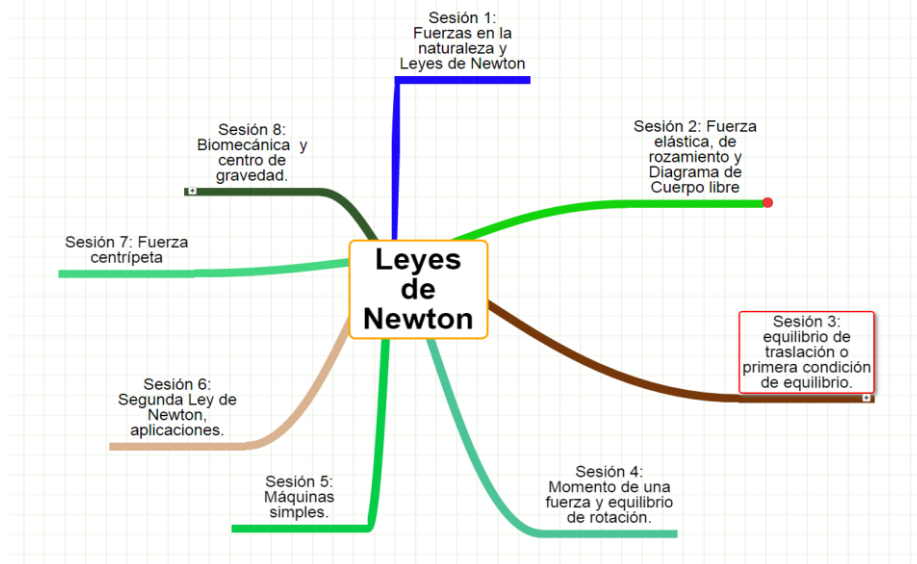 Sesión 1:
Fuerzas en la
naturaleza y
Leyes de Newton
Sesión 2: Fuerza
elástica, de
rozamiento y
Diagrama de
Cuerpo libre
Sesión 3:
equilibrio de
traslación o
primera condición
de equilibrio.
Sesión 4:
Momento de una
fuerza y equilibrio
de rotación.
Sesión 5:
Máquinas
simples.
Sesión 6:
Segunda Ley de
Newton,
aplicaciones.
Sesión 7: Fuerza
centrípeta
Sesión 8:
Biomecánica y
centro de
gravedad.
Leyes
de
Newton